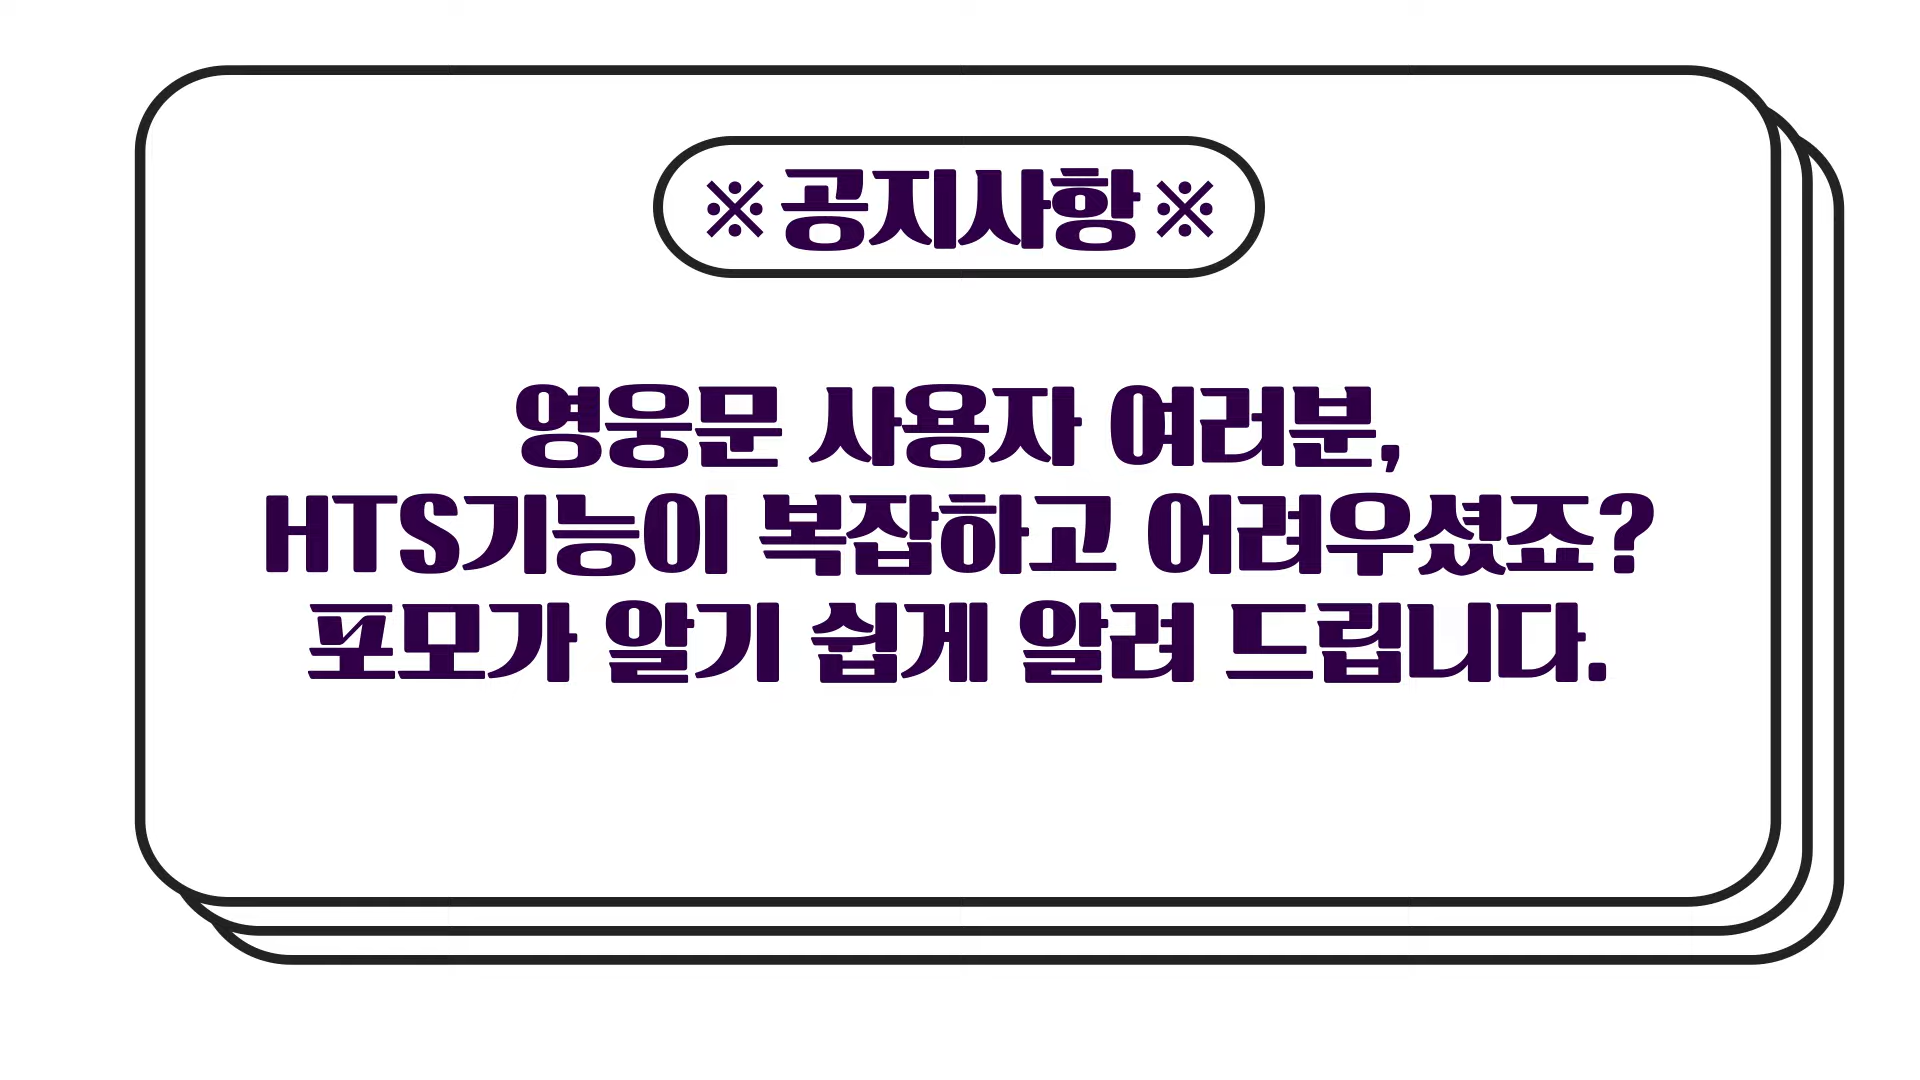 ※공지사항※
영웅문 사용자 여러분,
HTS기능이 복잡하고 어려우셨죠?
포모가 알기 쉽게 알려 드립니다.